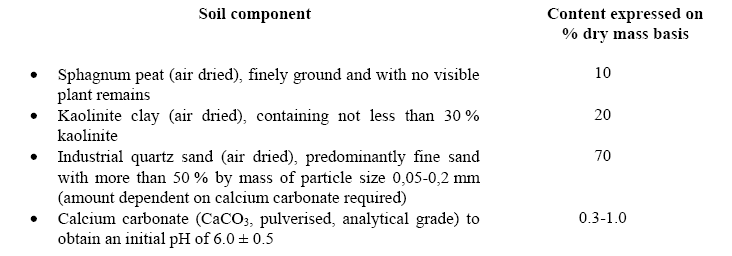 Soil component Content expressed on
% dry mass basis
• Sphagnum peat (air dried), finely ground and with no visible 10
plant remains
• Kaolinite clay (air dried), containing not less than 30 % 20
kaolinite
• Industrial quartz sand (air dried), predominantly fine sand 70
with more than 50 % by mass of particle size 0,05-0,2 mm
(amount dependent on calcium carbonate required)
• Calcium carbonate (CaCO₃, pulverised, analytical grade) to 0.3-1.0
obtain an initial pH of 6.0 ± 0.5